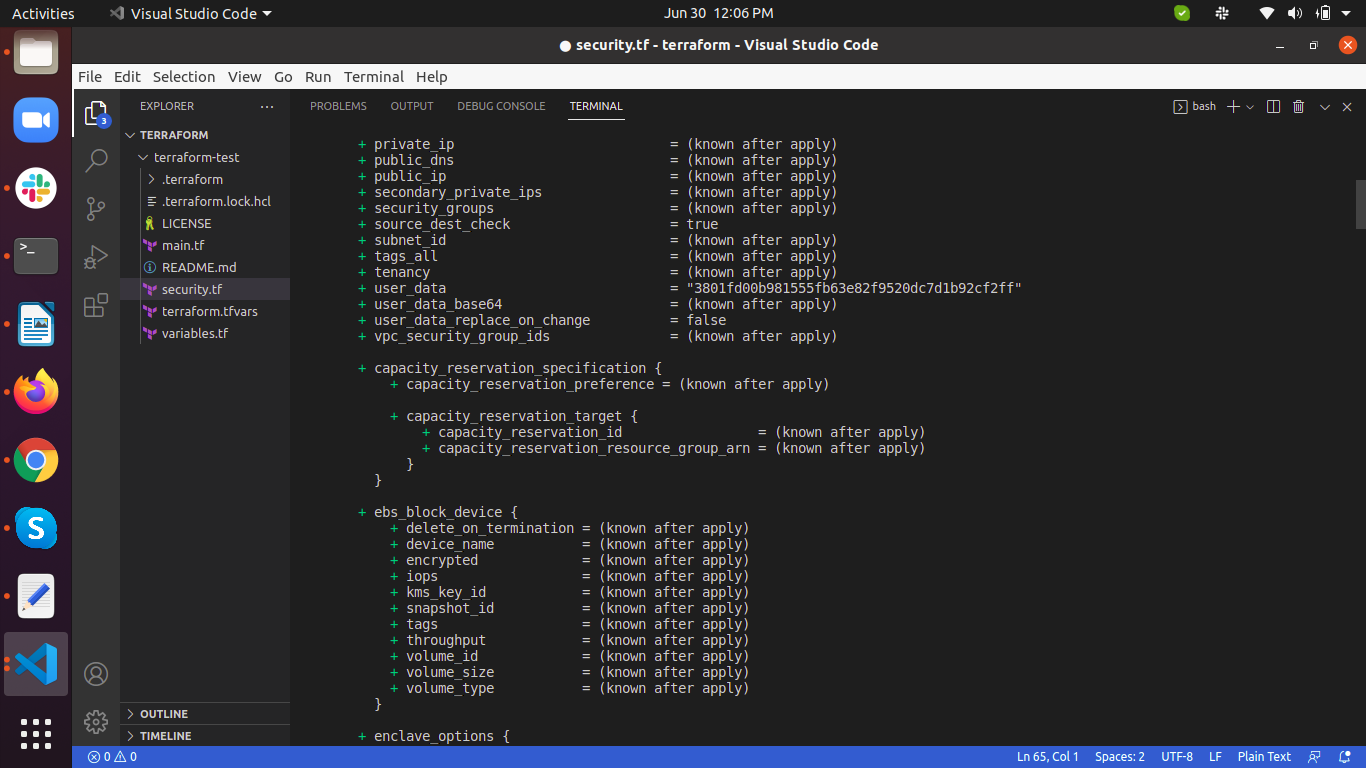 Activities Visual Studio Code Jun 30 12:06 PM
● security.tf - terraform - Visual Studio Code
File Edit Selection View Go Run Terminal Help
EXPLORER ···
3
TERRAFORM
terraform-test
.terraform
.terraform.lock.hcl
LICENSE
main.tf
README.md
security.tf
terraform.tfvars
variables.tf
OUTLINE
TIMELINE
PROBLEMS OUTPUT DEBUG CONSOLE TERMINAL bash
+ private_ip = (known after apply)
+ public_dns = (known after apply)
+ public_ip = (known after apply)
+ secondary_private_ips = (known after apply)
+ security_groups = (known after apply)
+ source_dest_check = true
+ subnet_id = (known after apply)
+ tags_all = (known after apply)
+ tenancy = (known after apply)
+ user_data = "3801fd00b981555fb63e82f9520dc7d1b92cf2ff"
+ user_data_base64 = (known after apply)
+ user_data_replace_on_change = false
+ vpc_security_group_ids = (known after apply)
+ capacity_reservation_specification {
+ capacity_reservation_preference = (known after apply)
+ capacity_reservation_target {
+ capacity_reservation_id = (known after apply)
+ capacity_reservation_resource_group_arn = (known after apply)
}
}
+ ebs_block_device {
+ delete_on_termination = (known after apply)
+ device_name = (known after apply)
+ encrypted = (known after apply)
+ iops = (known after apply)
+ kms_key_id = (known after apply)
+ snapshot_id = (known after apply)
+ tags = (known after apply)
+ throughput = (known after apply)
+ volume_id = (known after apply)
+ volume_size = (known after apply)
+ volume_type = (known after apply)
}
+ enclave_options {
0 0 Ln 65, Col 1 Spaces: 2 UTF-8 LF Plain Text